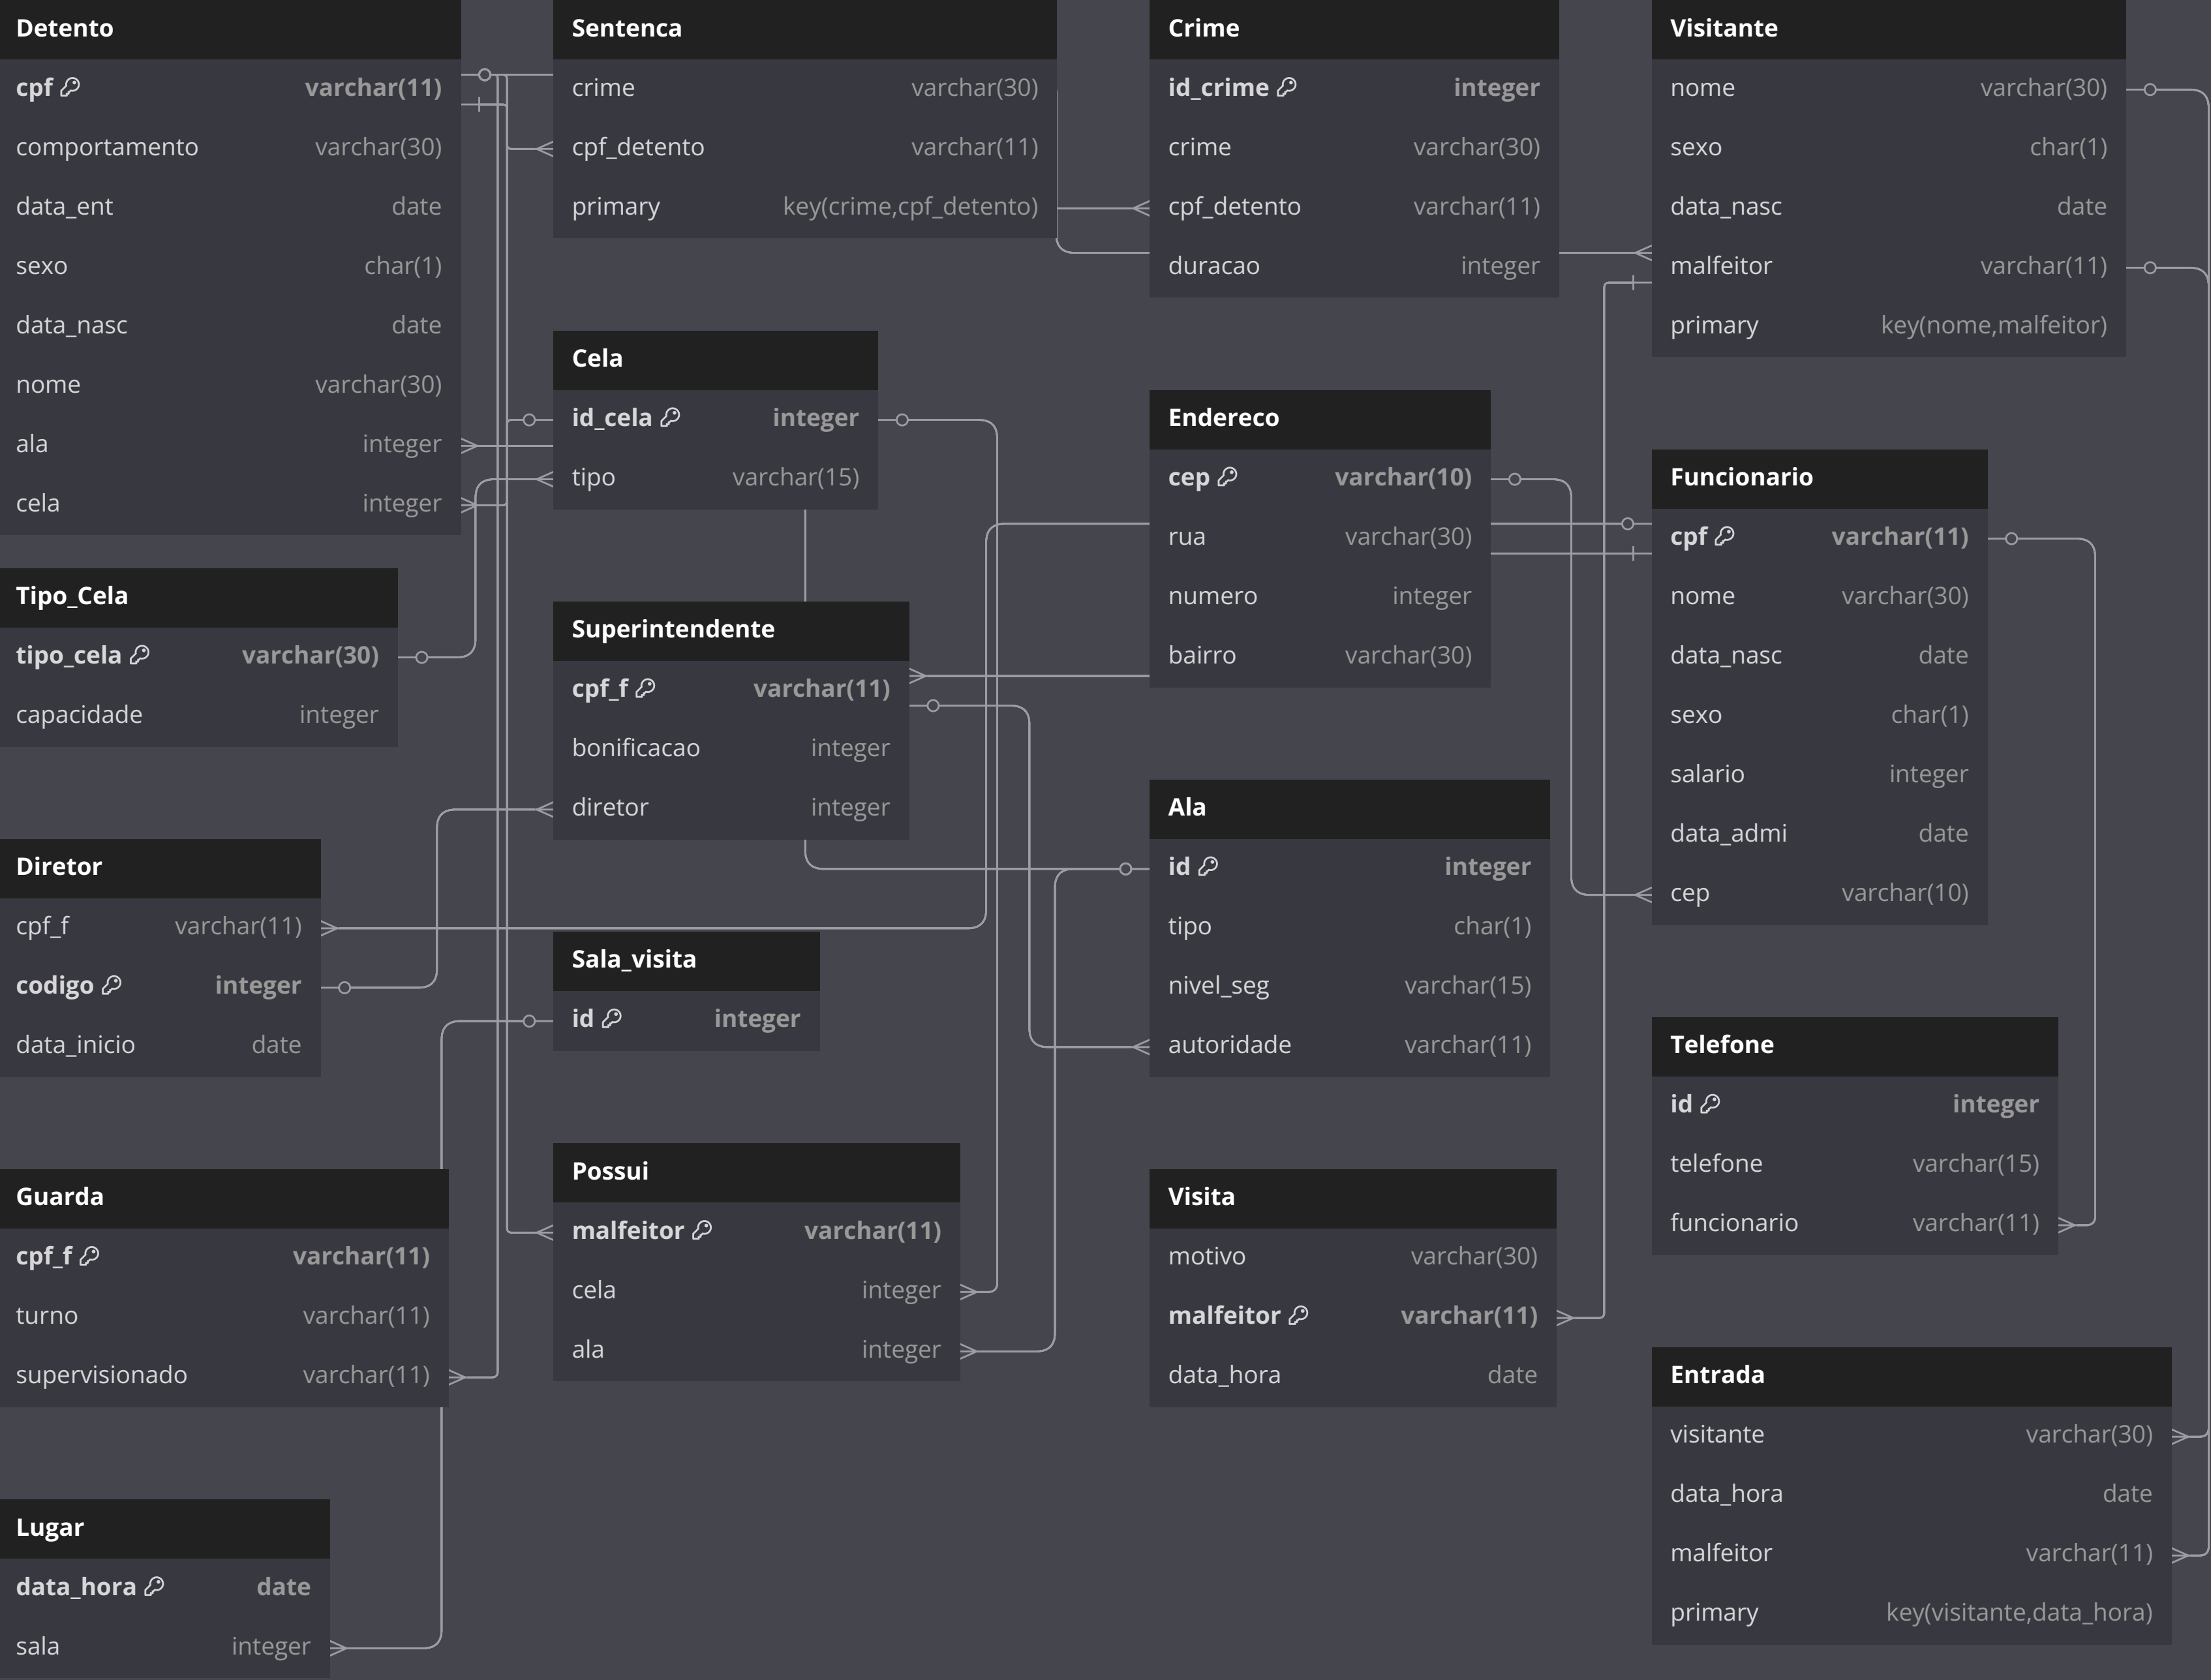 Detento
cpf varchar(11)
comportamento varchar(30)
data_ent date
sexo char(1)
data_nasc date
nome varchar(30)
ala integer
cela integer
Tipo_Cela
tipo_cela varchar(30)
capacidade integer
Diretor
cpf_f varchar(11)
codigo integer
data_inicio date
Guarda
cpf_f varchar(11)
turno varchar(11)
supervisionado varchar(11)
Lugar
data_hora date
sala integer
Sentenca
crime varchar(30)
cpf_detento varchar(11)
primary key(crime,cpf_detento)
Cela
id_cela integer
tipo varchar(15)
Superintendente
cpf_f varchar(11)
bonificacao integer
diretor integer
Sala_visita
id integer
Possui
malfeitor varchar(11)
cela integer
ala integer
Crime
id_crime integer
crime varchar(30)
cpf_detento varchar(11)
duracao integer
Endereco
cep varchar(10)
rua varchar(30)
numero integer
bairro varchar(30)
Ala
id integer
tipo char(1)
nivel_seg varchar(15)
autoridade varchar(11)
Visita
motivo varchar(30)
malfeitor varchar(11)
data_hora date
Visitante
nome varchar(30)
sexo char(1)
data_nasc date
malfeitor varchar(11)
primary key(nome,malfeitor)
Funcionario
cpf varchar(11)
nome varchar(30)
data_nasc date
sexo char(1)
salario integer
data_admi date
cep varchar(10)
Telefone
id integer
telefone varchar(15)
funcionario varchar(11)
Entrada
visitante varchar(30)
data_hora date
malfeitor varchar(11)
primary key(visitante,data_hora)